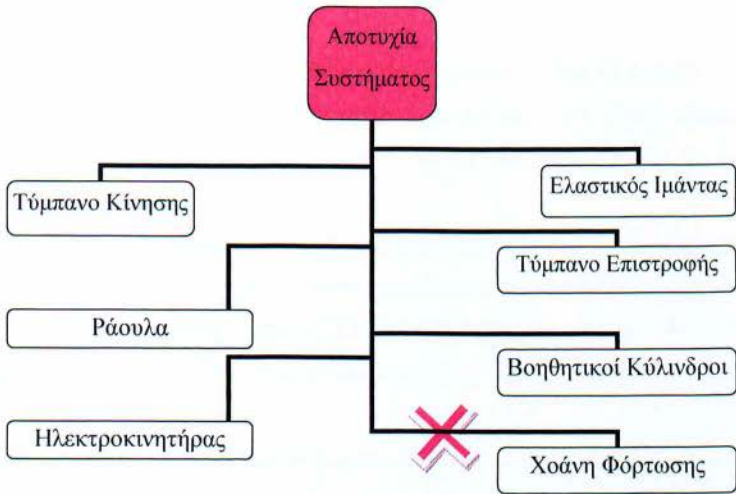 Αποτυχία
Συστήματος
Τύμπανο Κίνησης
Ελαστικός Ιμάντας
Τύμπανο Επιστροφής
Ράουλα
Βοηθητικοί Κύλινδροι
Ηλεκτροκινητήρας
Χοάνη Φόρτωσης